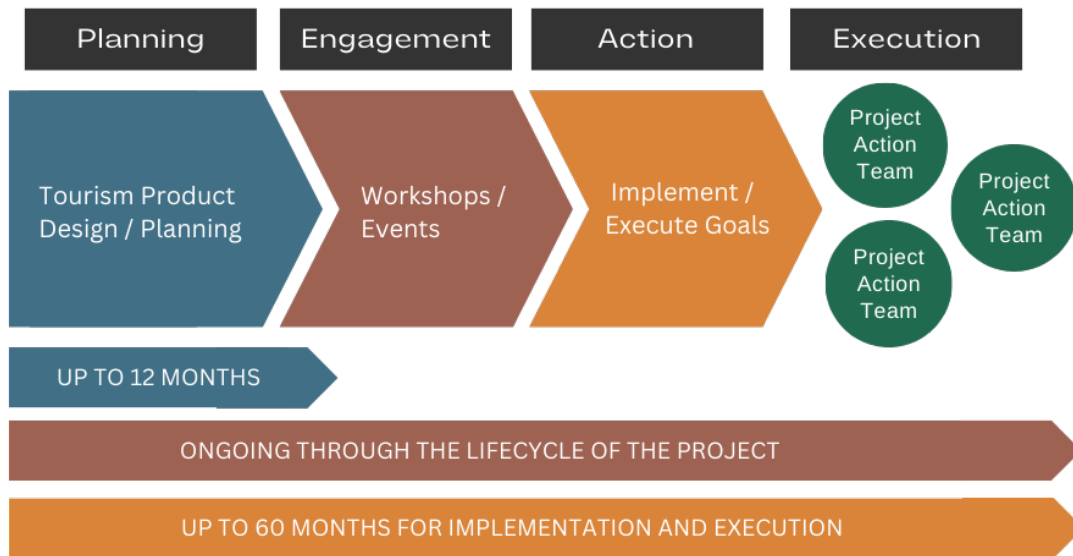 Planning
Engagement
Action
Execution
Tourism Product
Design / Planning
Workshops /
Events
Implement /
Execute Goals
Project
Action
Team
Project
Action
Team
Project
Action
Team
UP TO 12 MONTHS
ONGOING THROUGH THE LIFECYCLE OF THE PROJECT
UP TO 60 MONTHS FOR IMPLEMENTATION AND EXECUTION